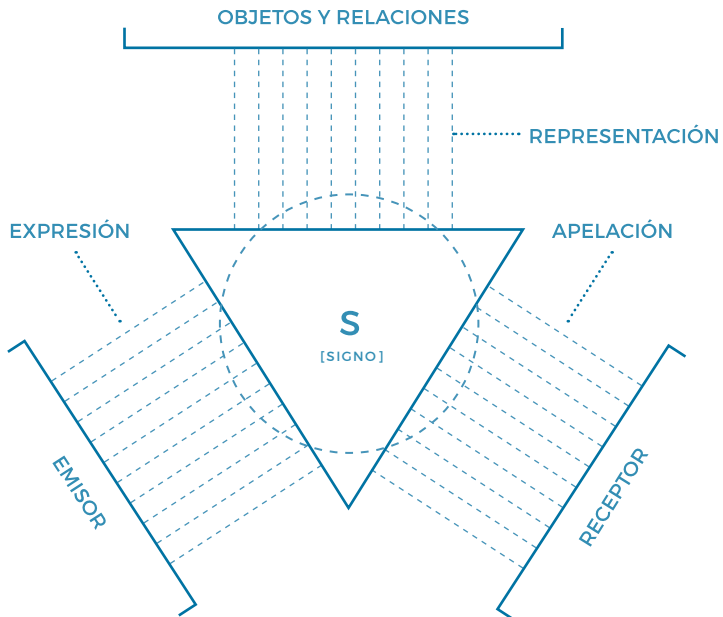 OBJETOS Y RELACIONES
REPRESENTACIÓN
EXPRESIÓN
APELACIÓN
S
[SIGNO]
EMISOR
RECEPTOR